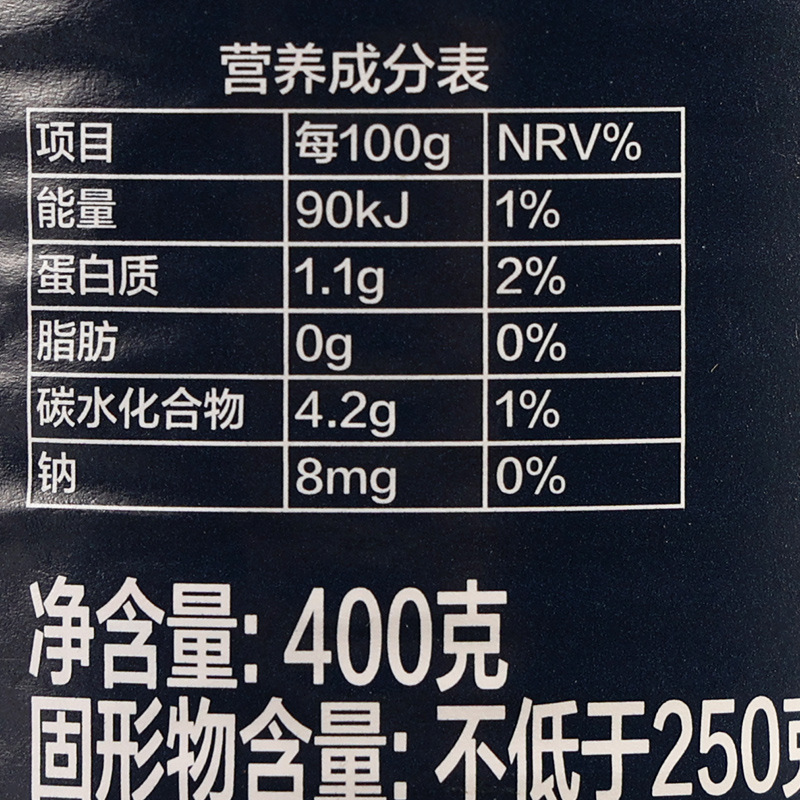 营养成分表
项目 每100g NRV%
能量 90kJ 1%
蛋白质 1.1g 2%
脂肪 0g 0%
碳水化合物 4.2g 1%
钠 8mg 0%
净含量: 400克
固形物含量: 不低于250克